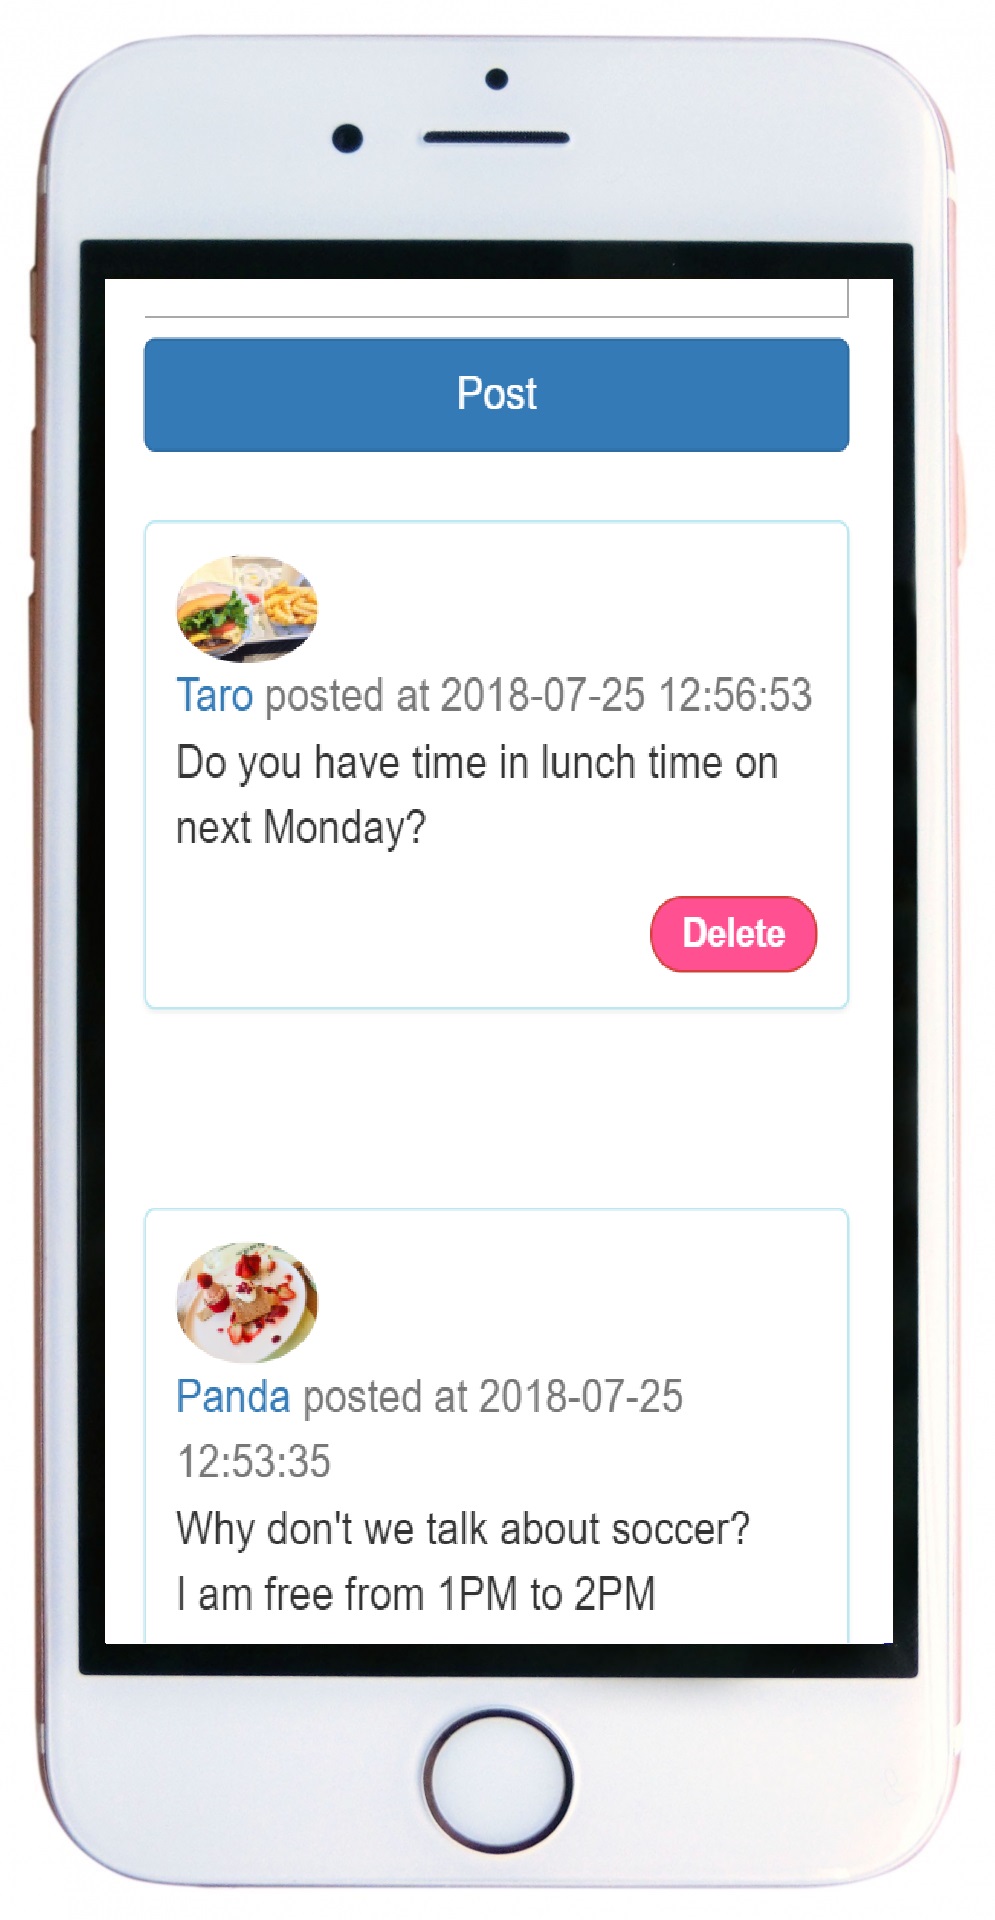 Post
Taro posted at 2018-07-25 12:56:53
Do you have time in lunch time on
next Monday?
Delete
Panda posted at 2018-07-25
12:53:35
Why don't we talk about soccer?
I am free from 1PM to 2PM